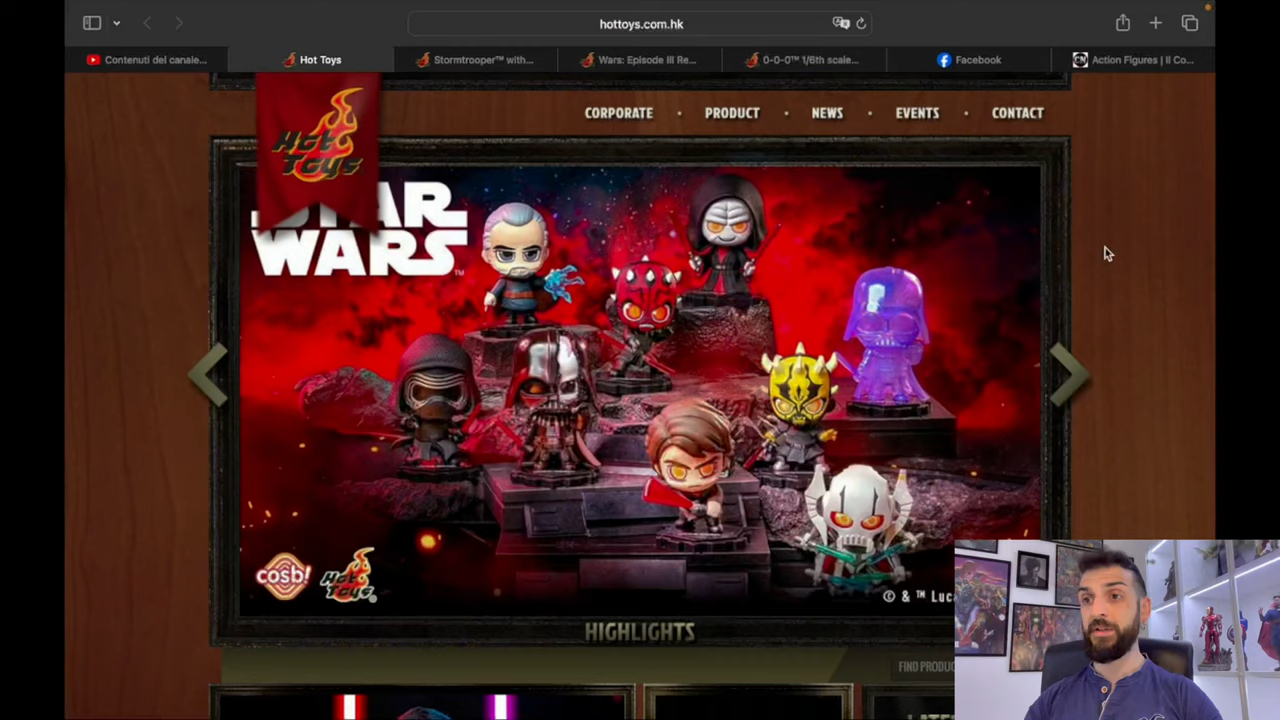 hottoys.com.hk
Contenuti del canale...
Hot Toys
Stormtrooper™ with...
Wars: Episode III Re...
0-0-0™ 1/6th scale...
Facebook
CN
Action Figures | Il Co...
Hot
Toys
CORPORATE • PRODUCT • NEWS • EVENTS • CONTACT
STAR
WARS™
cosb!
Hot
Toys
© & ™ Luc
HIGHLIGHTS
FIND PRODU